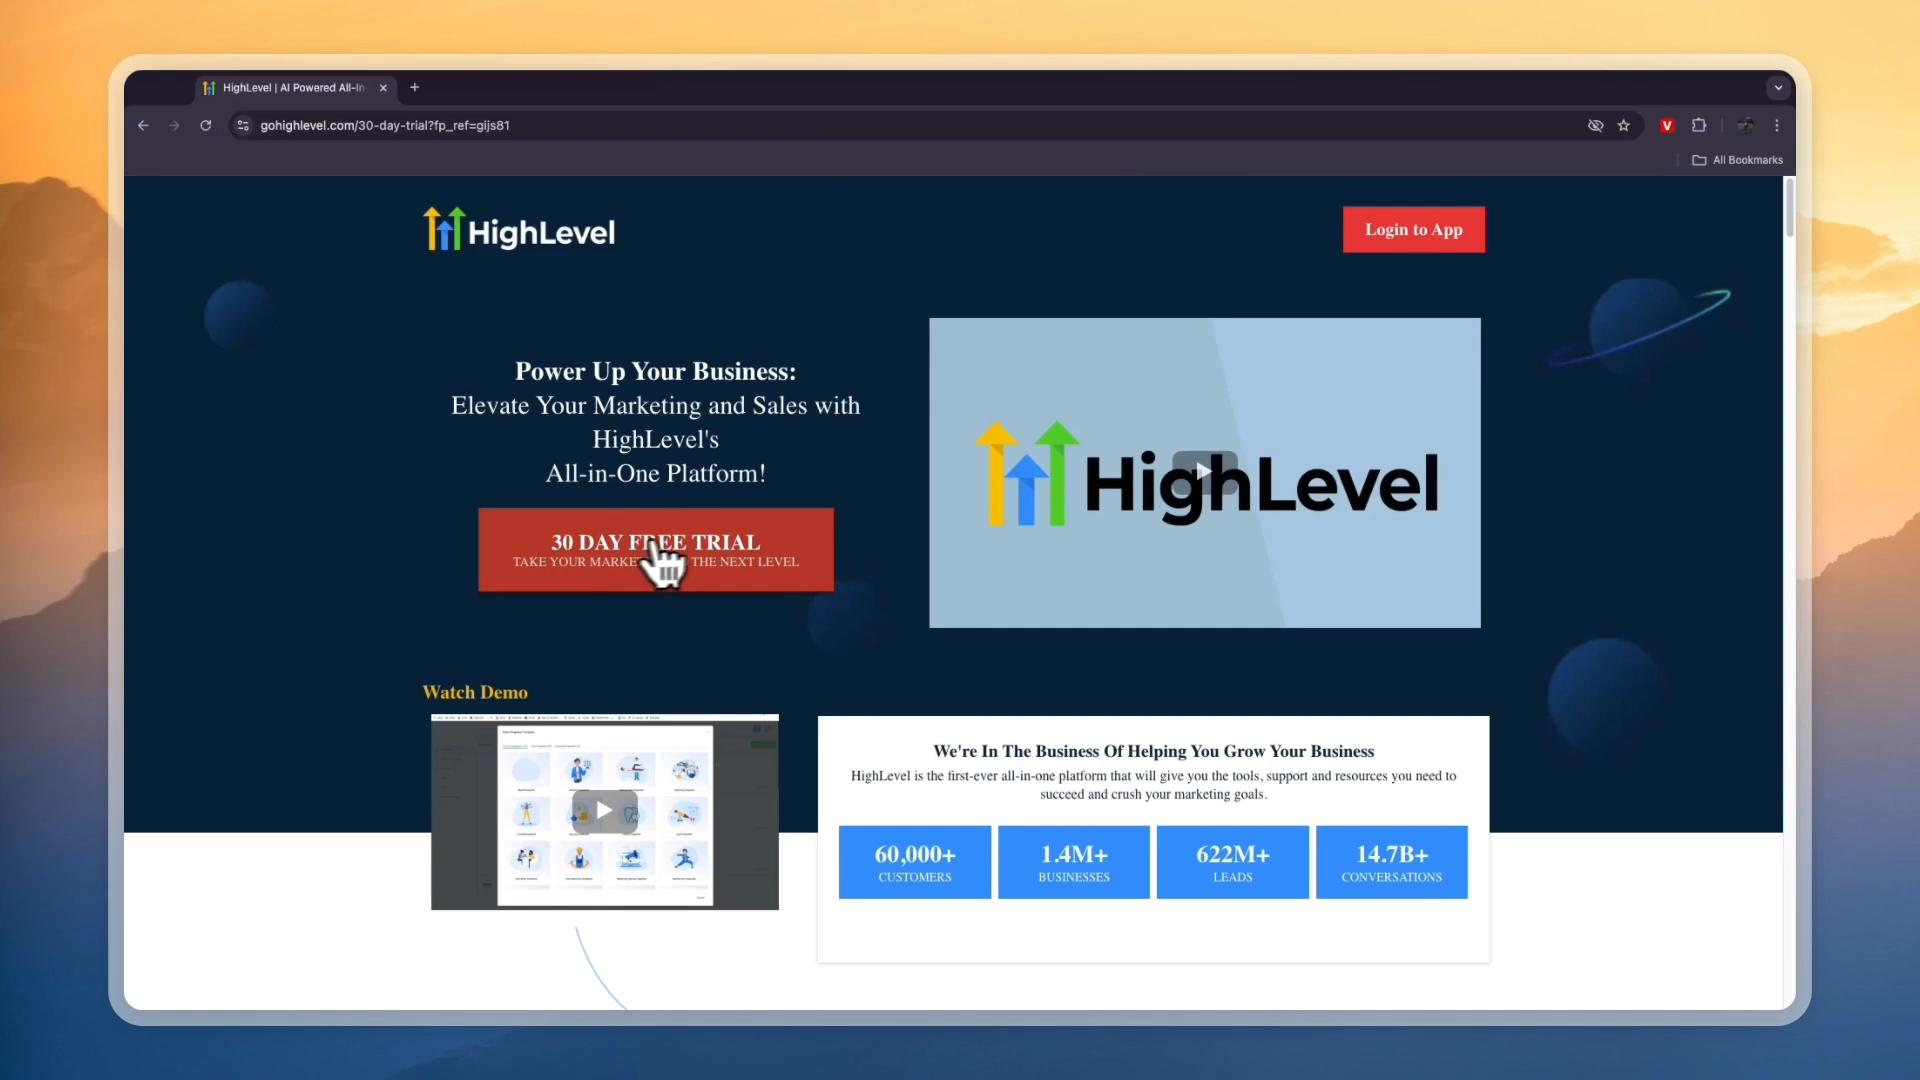 HighLevel | AI Powered All-In-
gohighlevel.com/30-day-trial?fp_ref=gijs81
V
All Bookmarks
HighLevel
Login to App
Power Up Your Business:
Elevate Your Marketing and Sales with
HighLevel's
All-in-One Platform!
30 DAY FREE TRIAL
TAKE YOUR MARKE THE NEXT LEVEL
HighLevel
Watch Demo
We're In The Business Of Helping You Grow Your Business
HighLevel is the first-ever all-in-one platform that will give you the tools, support and resources you need to
succeed and crush your marketing goals.
60,000+
CUSTOMERS
1.4M+
BUSINESSES
622M+
LEADS
14.7B+
CONVERSATIONS